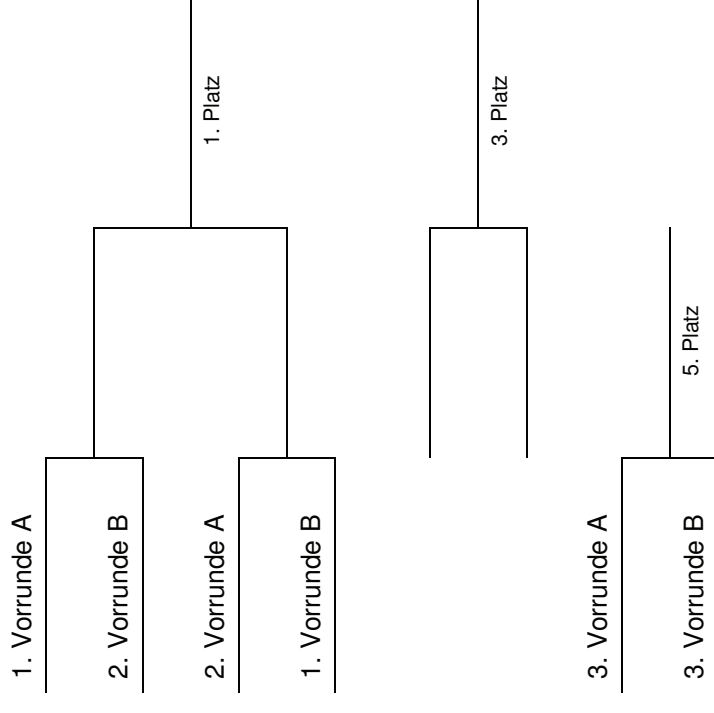 1. Vorrunde A
2. Vorrunde B
2. Vorrunde A
1. Vorrunde B
1. Platz
3. Platz
3. Vorrunde A
3. Vorrunde B
5. Platz